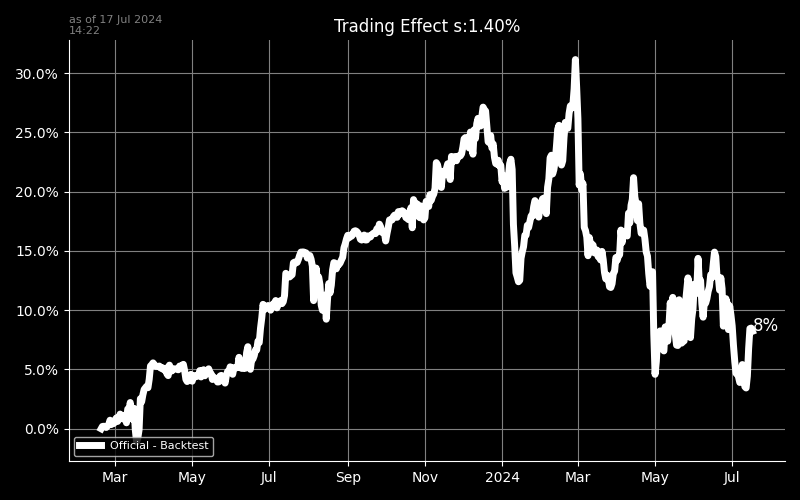 as of 17 Jul 2024
14:22
Trading Effect s:1.40%
30.0%
25.0%
20.0%
15.0%
10.0%
5.0%
0.0%
8%
Official - Backtest
Mar May Jul Sep Nov 2024 Mar May Jul